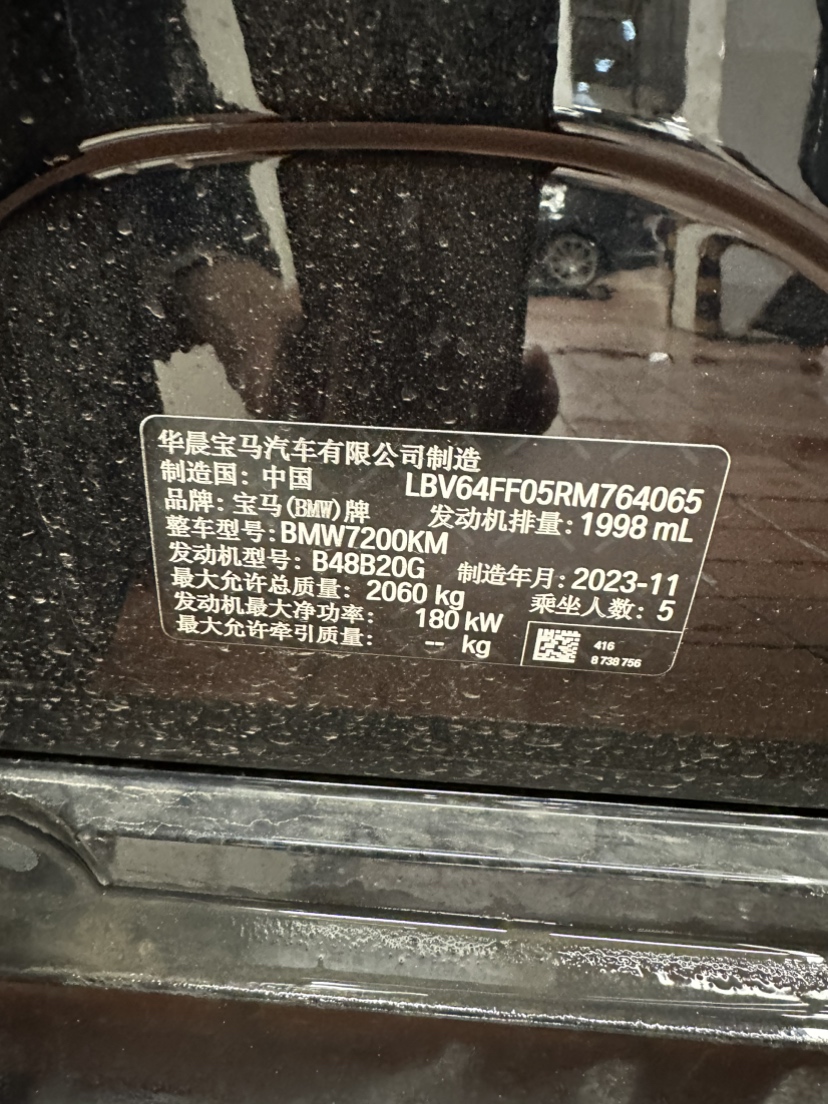 华晨宝马汽车有限公司制造
制造国: 中国 LBV64FF05RM764065
品牌: 宝马(BMW)牌 发动机排量: 1998 mL
整车型号: BMW7200KM
发动机型号: B48B20G 制造年月: 2023-11
最大允许总质量: 2060 kg 乘坐人数: 5
发动机最大净功率: 180 kW
最大允许牵引质量: -- kg
416
8 738 756